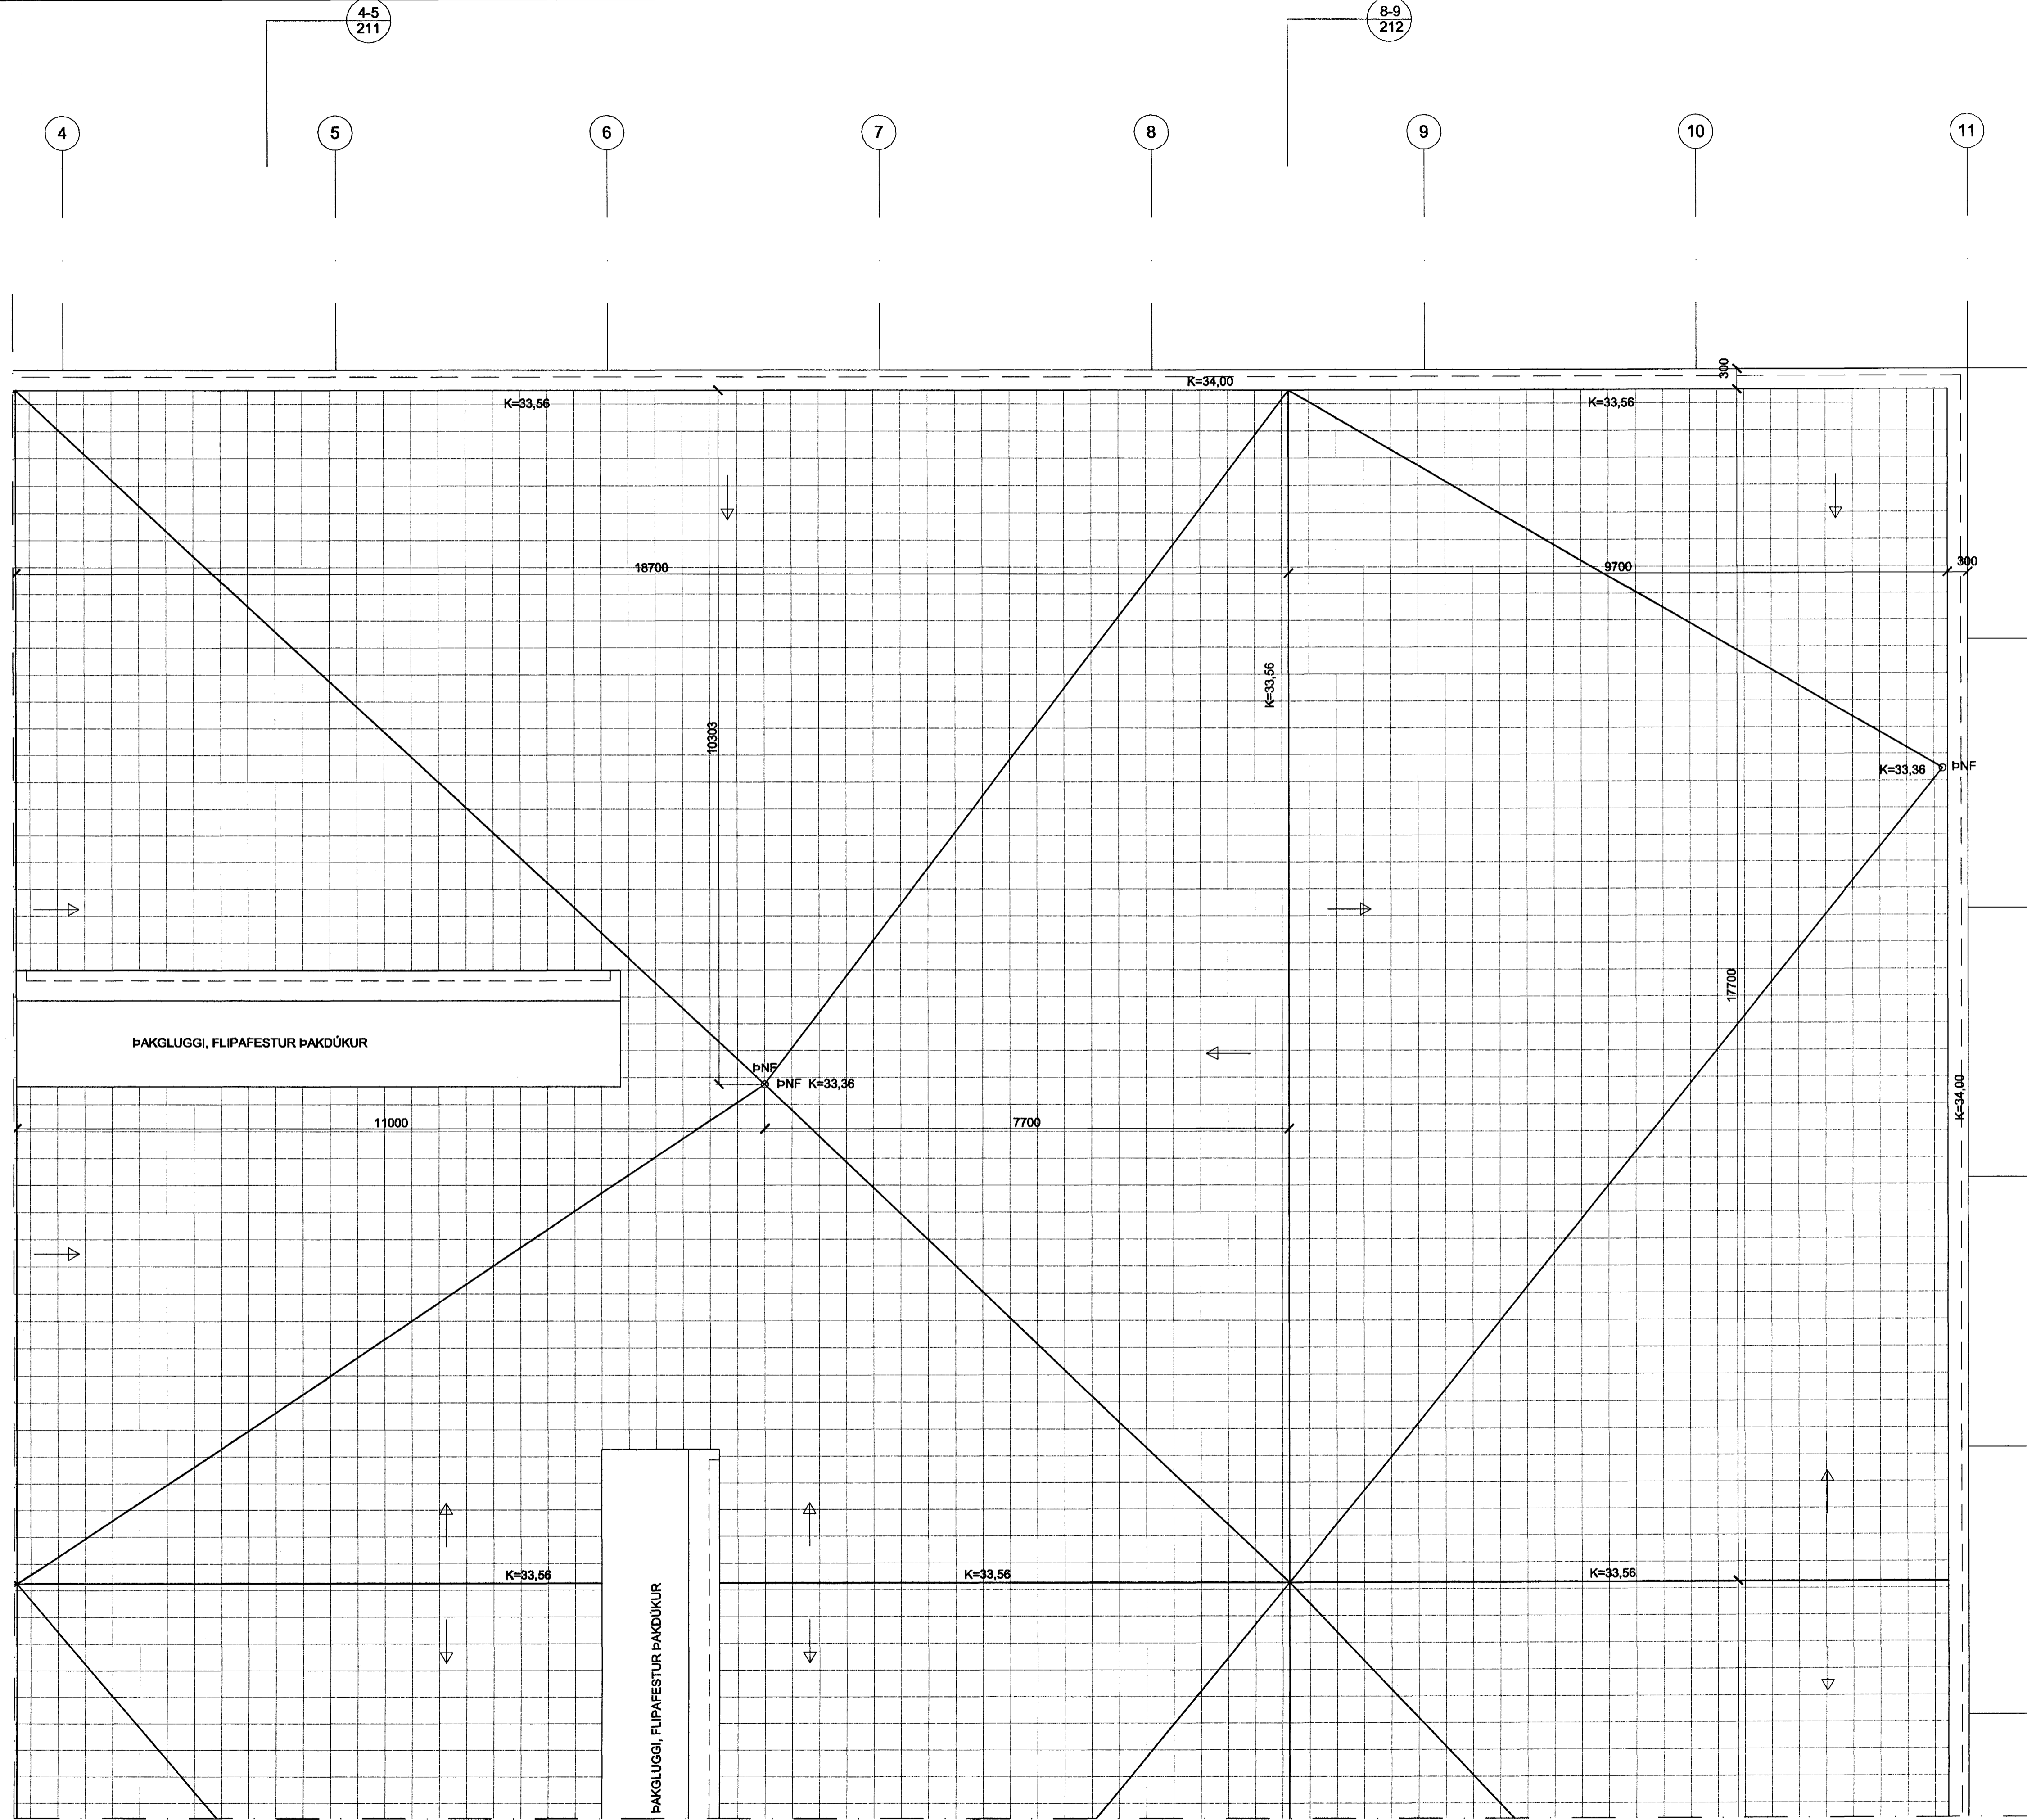 4-5
211
8-9
212
4
5
6
7
8
9
10
11
K=34,00
300
K=33,56
K=33,56
18700
9700
300
K=33,56
10303
K=33,36
ÞNF
17700
ÞAKGLUGGI, FLIPAFESTUR ÞAKDÚKUR
ÞNF
ÞNF K=33,36
K=34,00
11000
7700
K=33,56
K=33,56
K=33,56
ÞAKGLUGGI, FLIPAFESTUR ÞAKDÚKUR